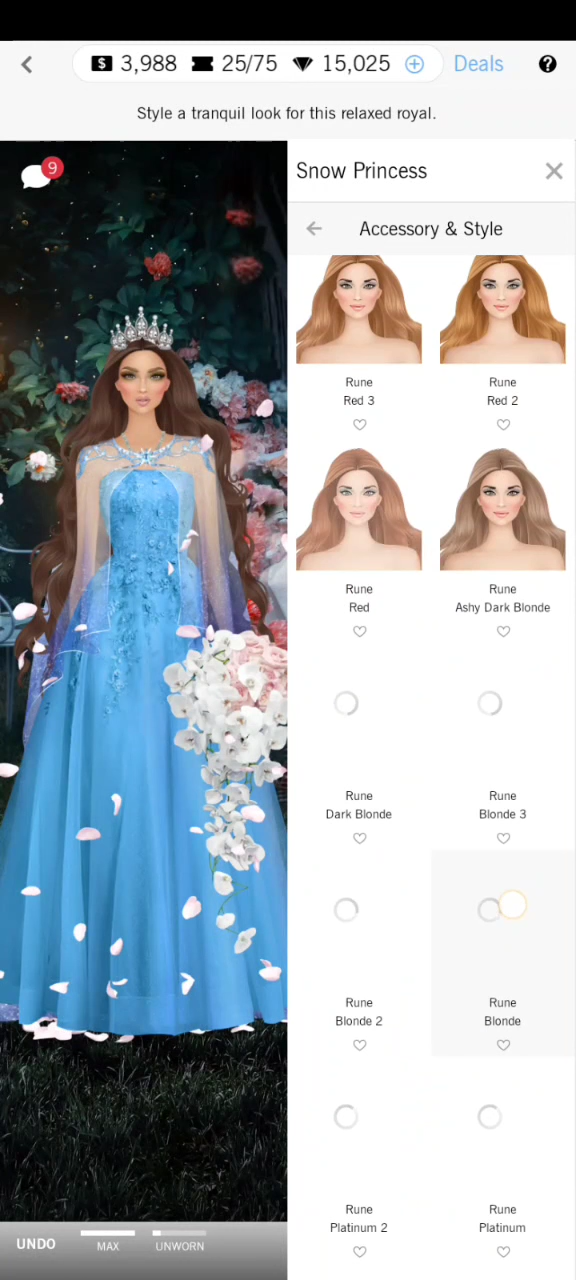 3,988 25/75 15,025 Deals ?
Style a tranquil look for this relaxed royal.
9
Snow Princess
Accessory & Style
Rune
Red 3
Rune
Red 2
Rune
Red
Rune
Ashy Dark Blonde
Rune
Dark Blonde
Rune
Blonde 3
Rune
Blonde 2
Rune
Blonde
Rune
Platinum 2
Rune
Platinum
UNDO
MAX
UNWORN